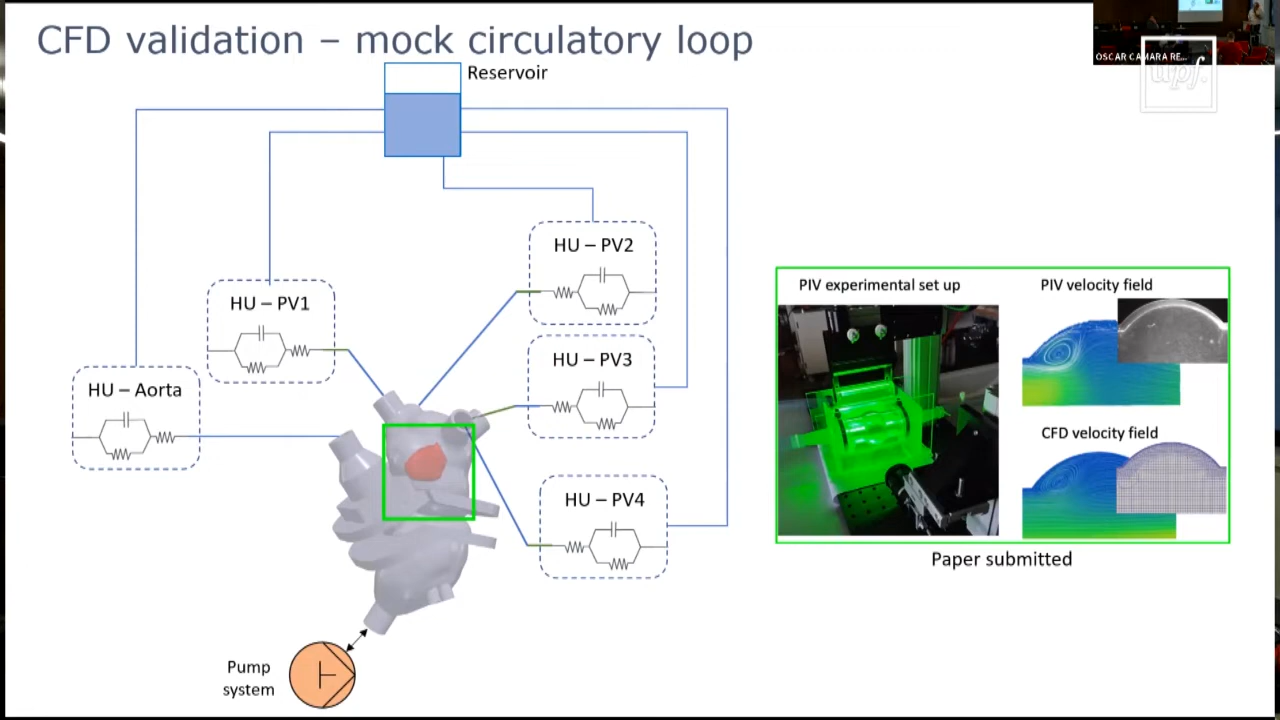 CFD validation – mock circulatory loop
OSCAR CAMARA RE...
upf.
Reservoir
HU – PV2
HU – PV1
HU – PV3
HU – Aorta
HU – PV4
PIV experimental set up
PIV velocity field
CFD velocity field
Paper submitted
Pump
system